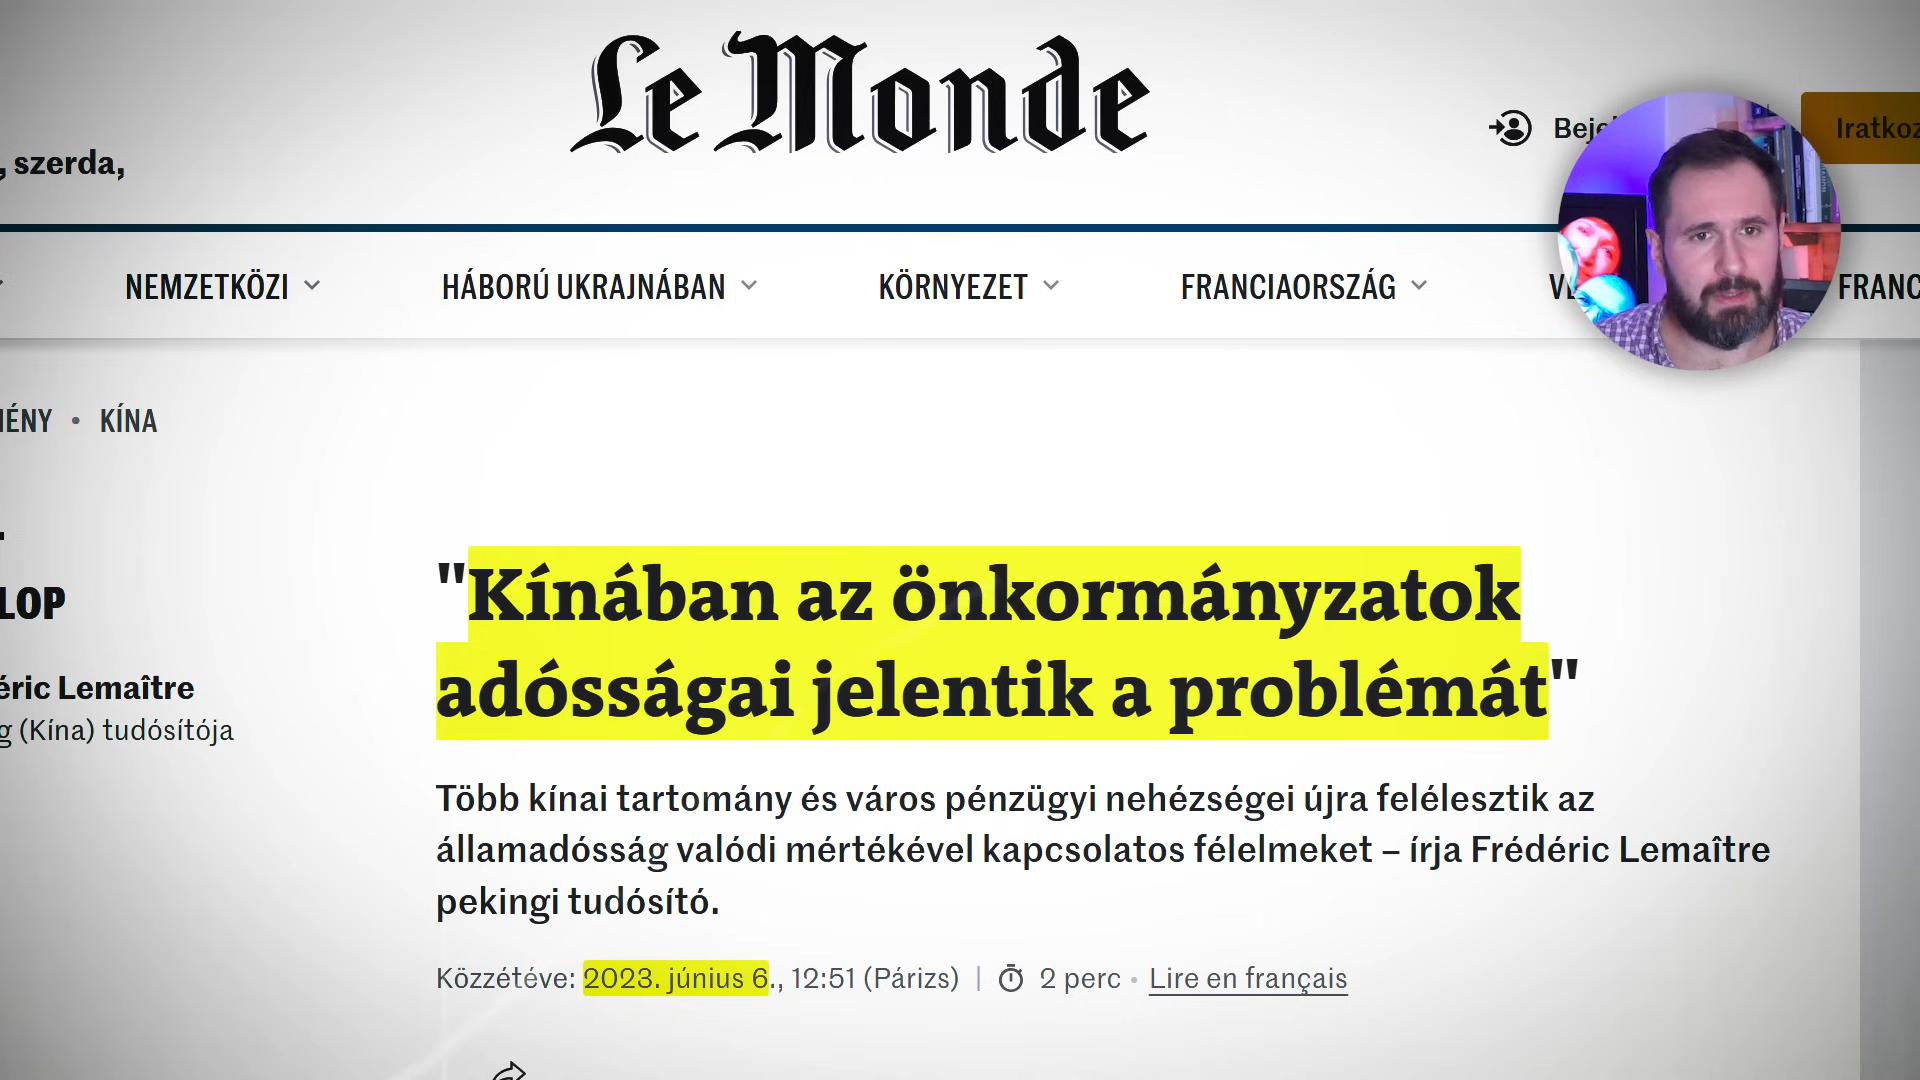 Le Monde
, szerda,
Iratkoz
NEMZETKÖZI
HÁBORÚ UKRAJNÁBAN
KÖRNYEZET
FRANCIAORSZÁG
FRANC
KÍNA
"Kínában az önkormányzatok
adósságai jelentik a problémát"
LOP
éric Lemaître
g (Kína) tudósítója
Több kínai tartomány és város pénzügyi nehézségei újra felélesztik az
államadósság valódi mértékével kapcsolatos félelmeket – írja Frédéric Lemaître
pekingi tudósító.
Közzétéve: 2023. június 6., 12:51 (Párizs) | 2 perc • Lire en français